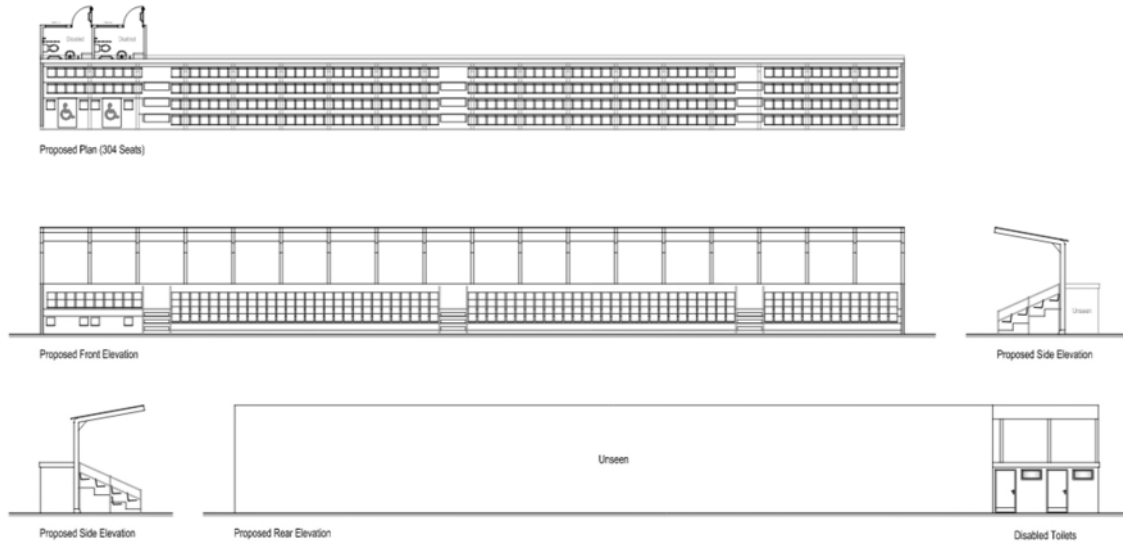 Disabled
Disabled
Proposed Plan (304 Seats)
Proposed Front Elevation
Unseen
Proposed Side Elevation
Unseen
Proposed Side Elevation
Proposed Rear Elevation
Disabled Toilets